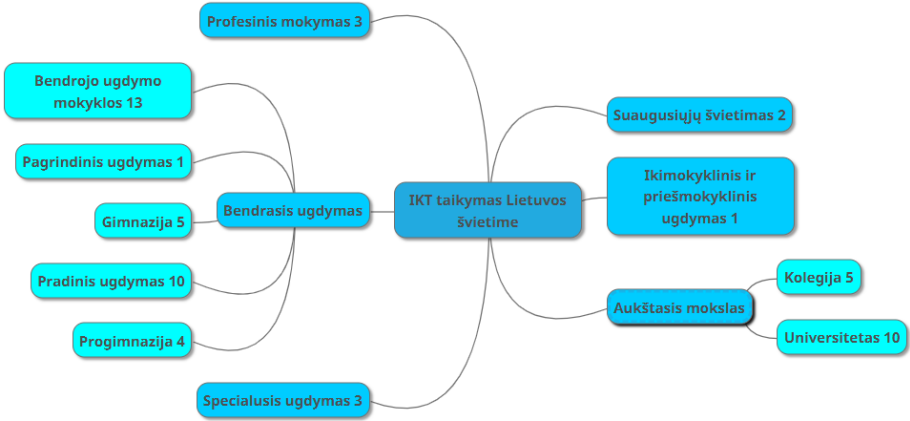 Profesinis mokymas 3
Bendrojo ugdymo
mokyklos 13
Pagrindinis ugdymas 1
Gimnazija 5
Bendrasis ugdymas
Pradinis ugdymas 10
Progimnazija 4
Specialusis ugdymas 3
IKT taikymas Lietuvos
švietime
Suaugusiųjų švietimas 2
Ikimokyklinis ir
priešmokyklinis
ugdymas 1
Aukštasis mokslas
Kolegija 5
Universitetas 10